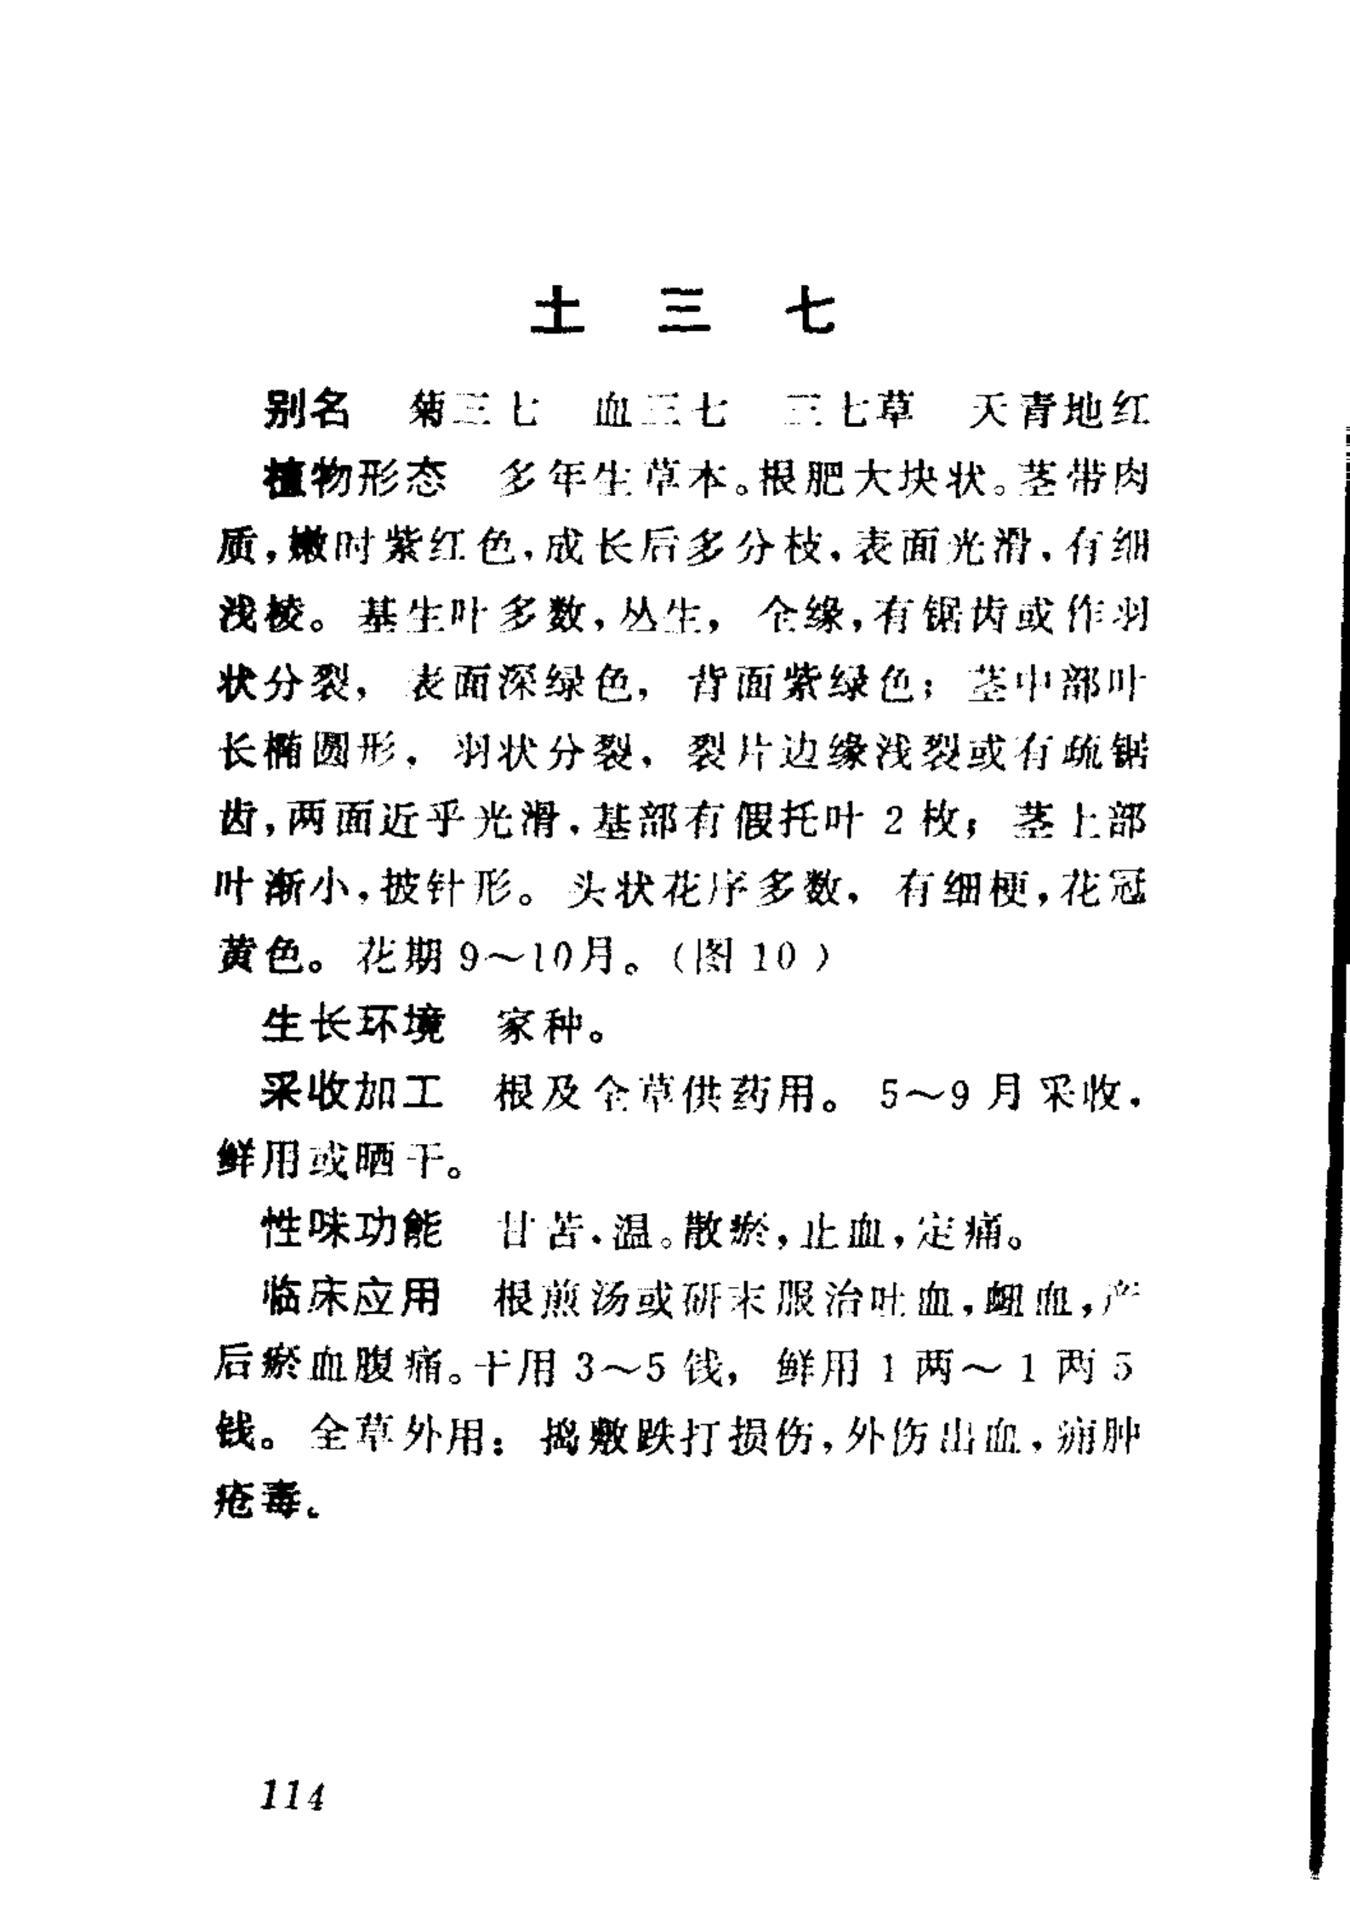 土三七
别名 菊三七 血三七 三七草 天青地红
植物形态 多年生草本。根肥大块状。茎带肉
质，嫩时紫红色，成长后多分枝，表面光滑，有细
浅棱。基生叶多数，丛生，全缘，有锯齿或作羽
状分裂，表面深绿色，背面紫绿色；茎中部叶
长椭圆形，羽状分裂，裂片边缘浅裂或有疏锯
齿，两面近乎光滑，基部有假托叶2枚；茎上部
叶渐小，披针形。头状花序多数，有细梗，花冠
黄色。花期9～10月。（图10）
生长环境 家种。
采收加工 根及全草供药用。5～9月采收，
鲜用或晒干。
性味功能 甘苦、温。散瘀，止血，定痛。
临床应用 根煎汤或研末服治吐血，衄血，产
后瘀血腹痛。干用3～5钱，鲜用1两～1两5
钱。全草外用：捣敷跌打损伤，外伤出血，痈肿
疮毒。
114